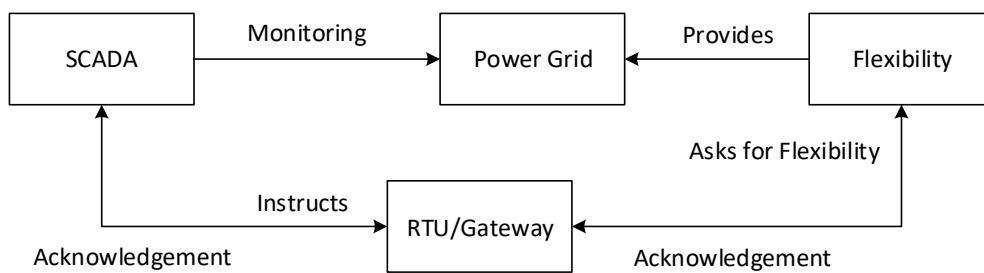 Monitoring
Provides
SCADA
Power Grid
Flexibility
Asks for Flexibility
Instructs
RTU/Gateway
Acknowledgement
Acknowledgement